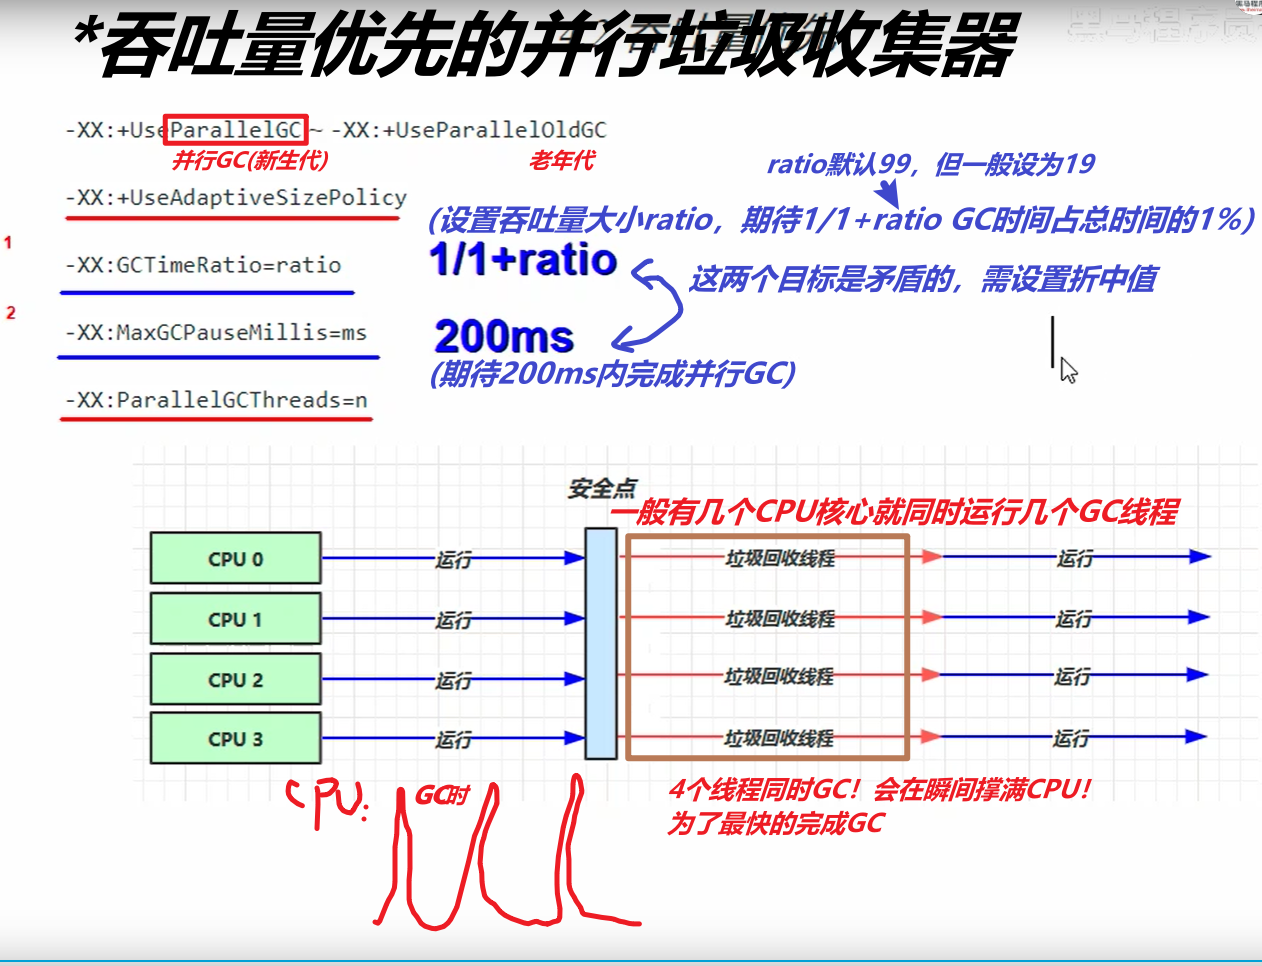 *吞吐量优先的并行垃圾收集器
黑马程序员
-XX:+UseParallelGC ~ -XX:+UseParallelOldGC
并行GC(新生代)
老年代
ratio默认99，但一般设为19
-XX:+UseAdaptiveSizePolicy
(设置吞吐量大小ratio，期待1/1+ratio GC时间占总时间的1%)
1
-XX:GCTimeRatio=ratio
1/1+ratio
这两个目标是矛盾的，需设置折中值
2
-XX:MaxGCPauseMillis=ms
200ms
(期待200ms内完成并行GC)
-XX:ParallelGCThreads=n
安全点
一般有几个CPU核心就同时运行几个GC线程
CPU 0 运行 垃圾回收线程 运行
CPU 1 运行 垃圾回收线程 运行
CPU 2 运行 垃圾回收线程 运行
CPU 3 运行 垃圾回收线程 运行
CPU:
GC时
4个线程同时GC！会在瞬间撑满CPU！
为了最快的完成GC